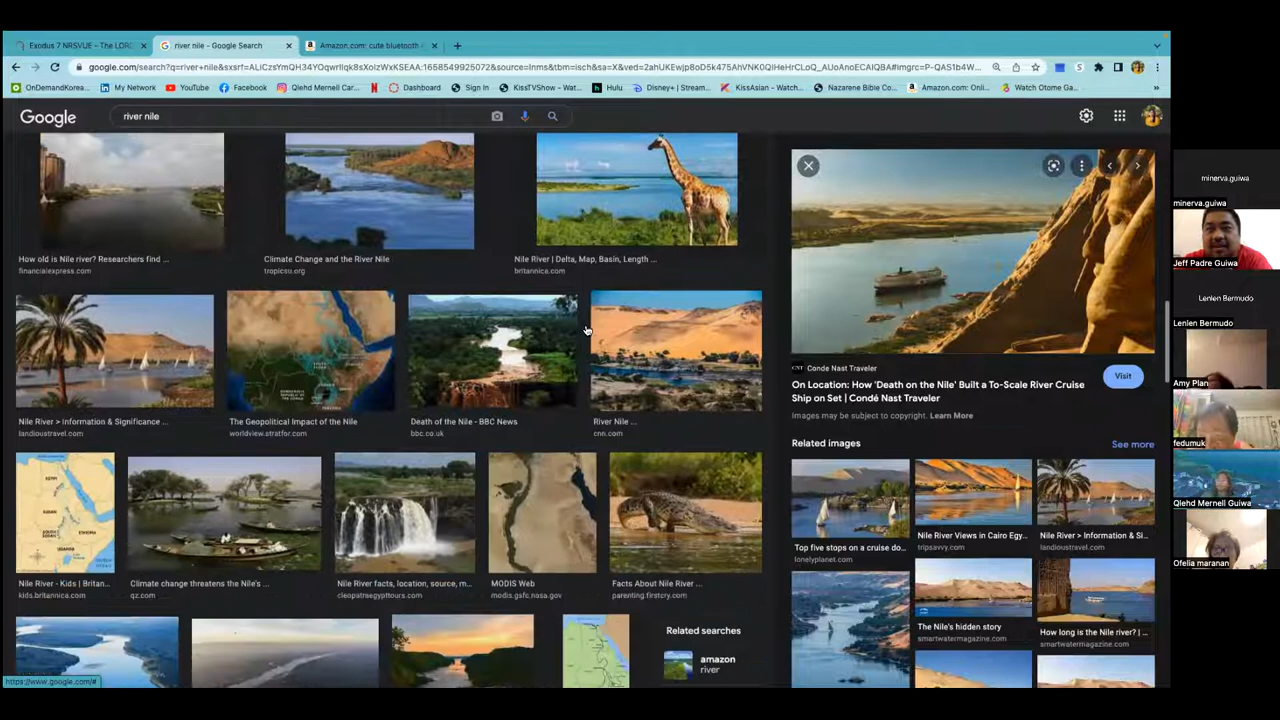 Exodus 7 NRSVUE - The LORD
river nile - Google Search
Amazon.com: cute bluetooth
OnDemandKorea...
My Network
YouTube
Facebook
Qlehd Mernell Car...
Dashboard
Sign In
KissTVShow - Wat...
Hulu
Disney+ | Stream...
KissAsian - Watch...
Nazarene Bible Co...
Amazon.com: Onli...
Watch Otome Ga...
Google
river nile
How old is Nile river? Researchers find ...
financialexpress.com
Climate Change and the River Nile
tropicsu.org
Nile River | Delta, Map, Basin, Length ...
britannica.com
Nile River > Information & Significance ...
landioustravel.com
The Geopolitical Impact of the Nile
worldview.stratfor.com
Death of the Nile - BBC News
bbc.co.uk
River Nile ...
cnn.com
Nile River - Kids | Britan...
kids.britannica.com
Climate change threatens the Nile's ...
qz.com
Nile River facts, location, source, m...
cleopatraegypttours.com
MODIS Web
modis.gsfc.nasa.gov
Facts About Nile River ...
parenting.firstcry.com
Related searches
amazon
river
https://www.google.com/#
Conde Nast Traveler
On Location: How 'Death on the Nile' Built a To-Scale River Cruise
Ship on Set | Condé Nast Traveler
Visit
Images may be subject to copyright. Learn More
Related images
See more
Top five stops on a cruise do...
lonelyplanet.com
Nile River Views in Cairo Egy...
tripsavvy.com
Nile River > Information & Si...
landioustravel.com
The Nile's hidden story
smartwatermagazine.com
How long is the Nile river? | ...
smartwatermagazine.com
minerva.guiwa
minerva.guiwa
Jeff Padre Guiwa
Lenlen Bermudo
Lenlen Bermudo
Amy Plan
fedumuk
Qlehd Mernell Guiwa
Ofelia maranan